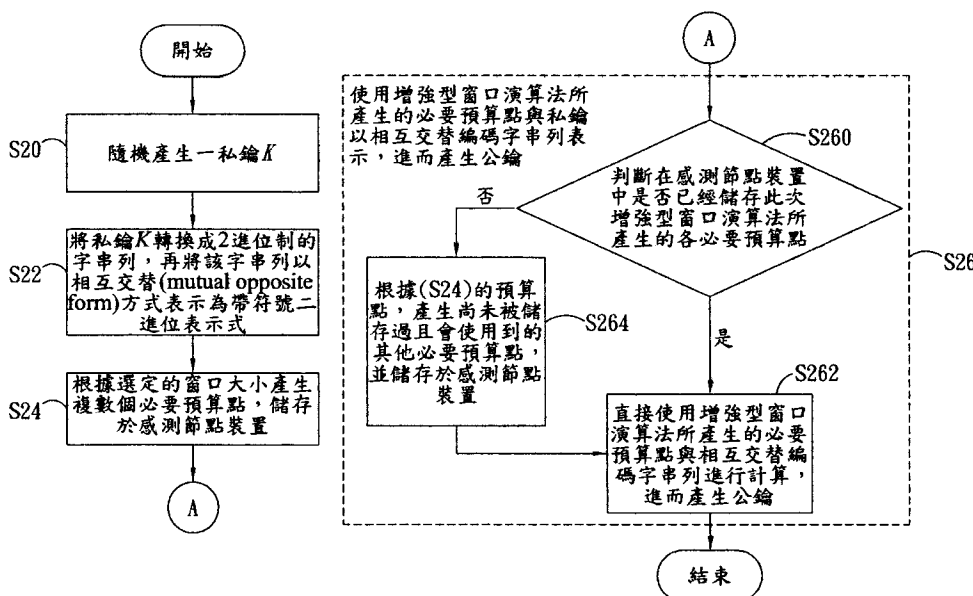 開始
S20
隨機產生一私鑰K
S22
將私鑰K轉換成2進位制的
字串列，再將該字串列以
相互交替(mutual opposite
form)方式表示為帶符號二
進位表示式
S24
根據選定的窗口大小產生
複數個必要預算點，儲存
於感測節點裝置
A
A
使用增強型窗口演算法所
產生的必要預算點與私鑰
以相互交替編碼字串列表
示，進而產生公鑰
S260
判斷在感測節點裝置
中是否已經儲存此次
增強型窗口演算法所
產生的各必要預算點
否
S26
根據(S24)的預算
點，產生尚未被儲
存過且會使用到的
其他必要預算點，
並儲存於感測節點
裝置
S264
是
S262
直接使用增強型窗口
演算法所產生的必要
預算點與相互交替編
碼字串列進行計算，
進而產生公鑰
結束